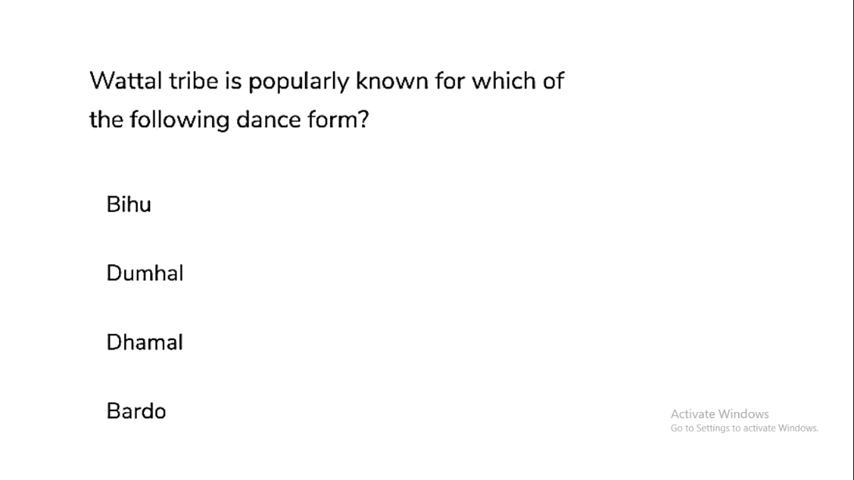 Wattal tribe is popularly known for which of
the following dance form?
Bihu
Dumhal
Dhamal
Bardo
Activate Windows
Go to Settings to activate Windows.